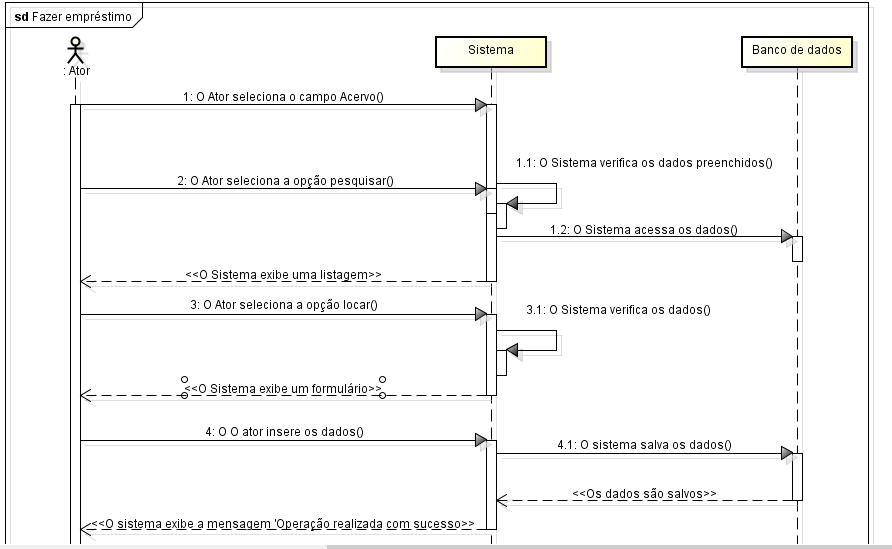 sd Fazer empréstimo
: Ator
Sistema
Banco de dados
1: O Ator seleciona o campo Acervo()
1.1: O Sistema verifica os dados preenchidos()
2: O Ator seleciona a opção pesquisar()
1.2: O Sistema acessa os dados()
<<O Sistema exibe uma listagem>>
3: O Ator seleciona a opção locar()
3.1: O Sistema verifica os dados()
<<O Sistema exibe um formulário>>
4: O O ator insere os dados()
4.1: O sistema salva os dados()
<<Os dados são salvos>>
<<O sistema exibe a mensagem 'Operação realizada com sucesso>>